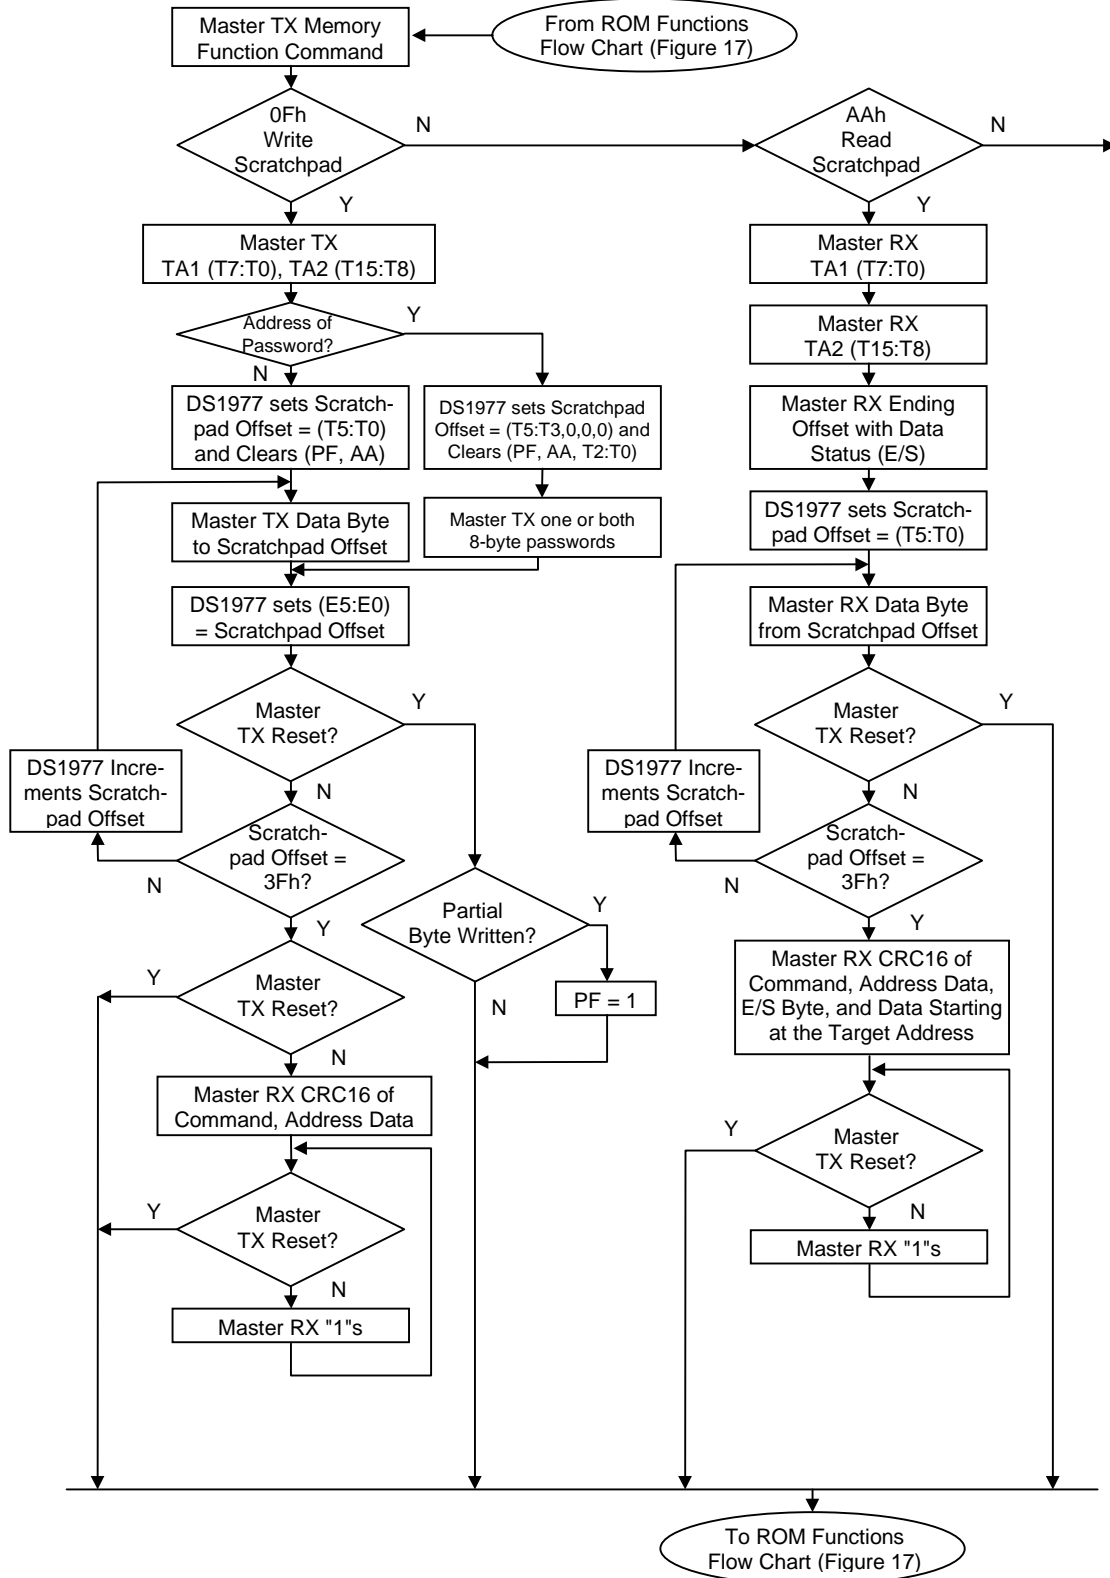 Master TX Memory
Function Command
From ROM Functions
Flow Chart (Figure 17)
0Fh
Write
Scratchpad
N
Y
AAh
Read
Scratchpad
N
Y
Master TX
TA1 (T7:T0), TA2 (T15:T8)
Address of
Password?
Y
N
DS1977 sets Scratch-
pad Offset = (T5:T0)
and Clears (PF, AA)
DS1977 sets Scratchpad
Offset = (T5:T3,0,0,0) and
Clears (PF, AA, T2:T0)
Master TX Data Byte
to Scratchpad Offset
Master TX one or both
8-byte passwords
DS1977 sets (E5:E0)
= Scratchpad Offset
Master
TX Reset?
Y
N
DS1977 Incre-
ments Scratch-
pad Offset
Scratch-
pad Offset =
3Fh?
N
Y
Partial
Byte Written?
Y
N
PF = 1
Master
TX Reset?
Y
N
Master RX CRC16 of
Command, Address Data
Master
TX Reset?
Y
N
Master RX "1"s
Master RX
TA1 (T7:T0)
Master RX
TA2 (T15:T8)
Master RX Ending
Offset with Data
Status (E/S)
DS1977 sets Scratch-
pad Offset = (T5:T0)
Master RX Data Byte
from Scratchpad Offset
Master
TX Reset?
Y
N
DS1977 Incre-
ments Scratch-
pad Offset
Scratch-
pad Offset =
3Fh?
N
Y
Master RX CRC16 of
Command, Address Data,
E/S Byte, and Data Starting
at the Target Address
Master
TX Reset?
Y
N
Master RX "1"s
To ROM Functions
Flow Chart (Figure 17)